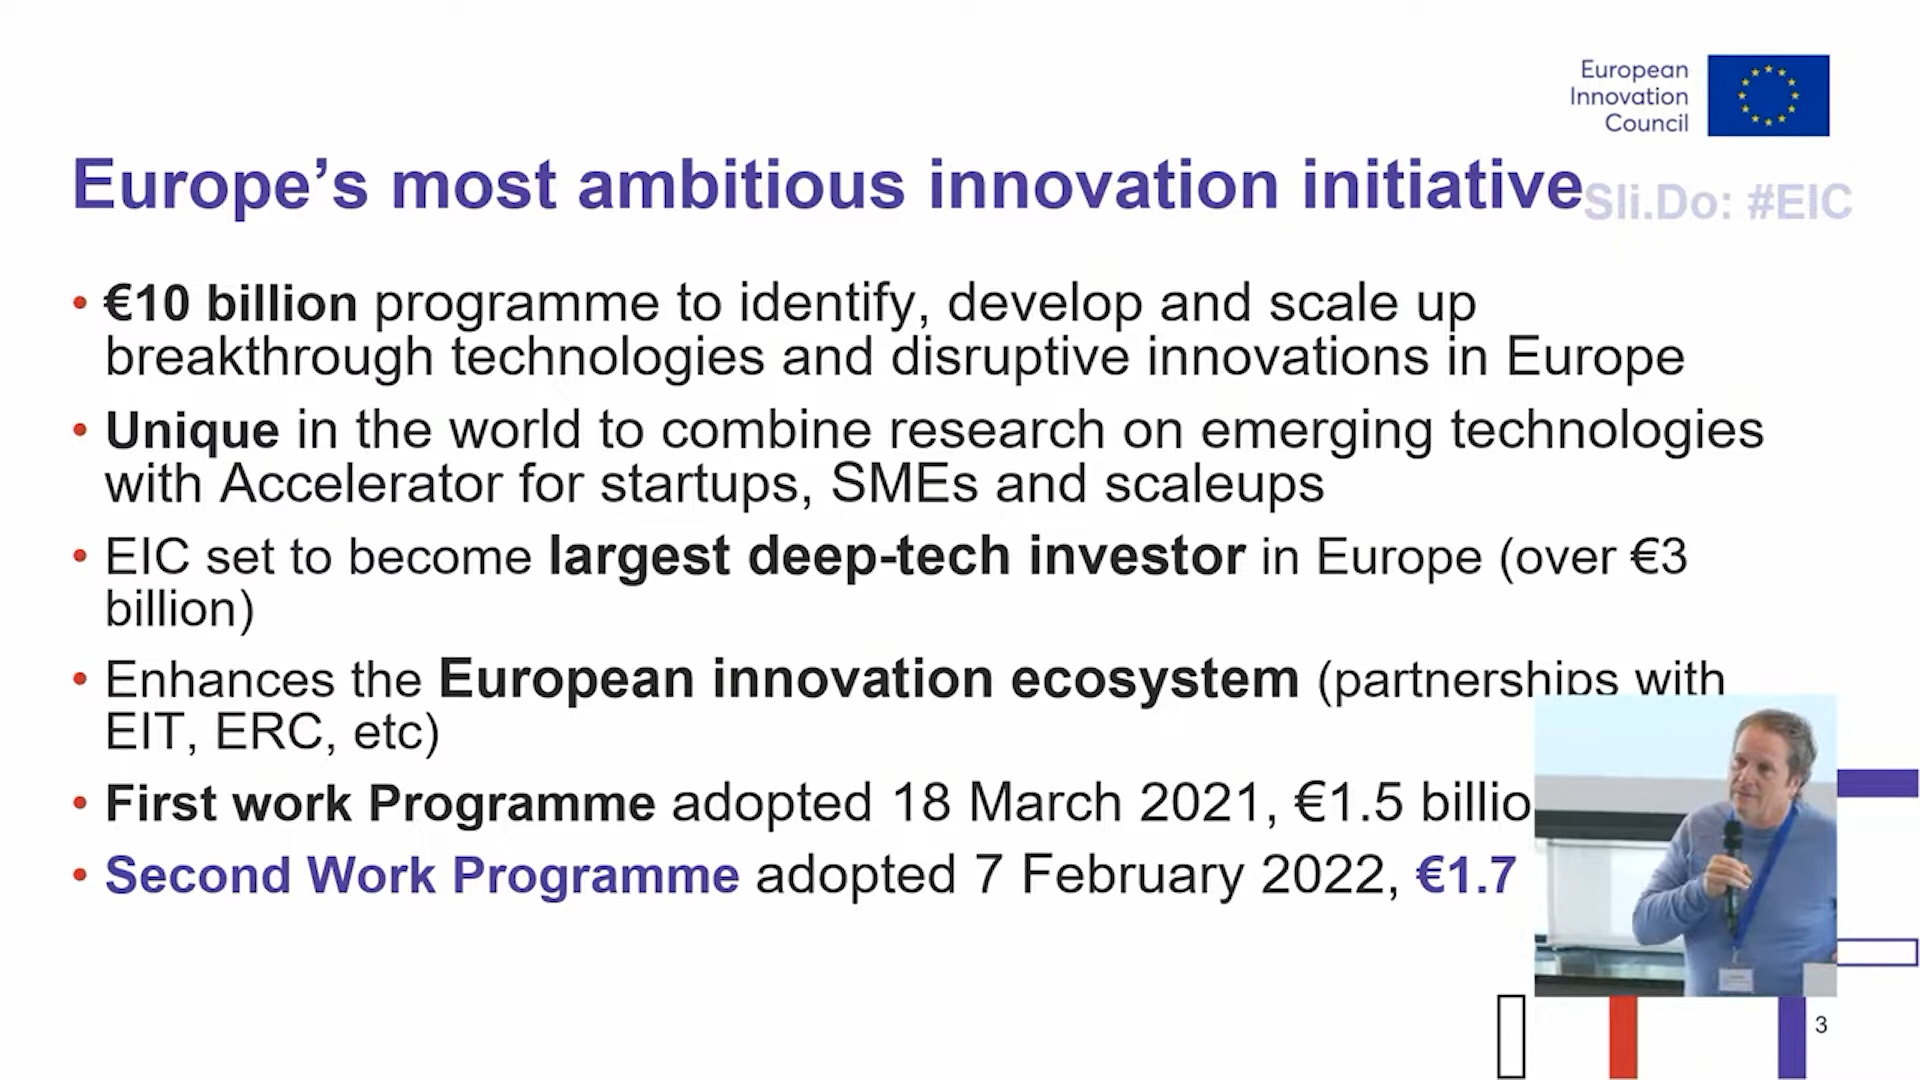 European
Innovation
Council
Europe’s most ambitious innovation initiative
Sli.Do: #EIC
• €10 billion programme to identify, develop and scale up
breakthrough technologies and disruptive innovations in Europe
• Unique in the world to combine research on emerging technologies
with Accelerator for startups, SMEs and scaleups
• EIC set to become largest deep-tech investor in Europe (over €3
billion)
• Enhances the European innovation ecosystem (partnerships with
EIT, ERC, etc)
• First work Programme adopted 18 March 2021, €1.5 billio
• Second Work Programme adopted 7 February 2022, €1.7
3